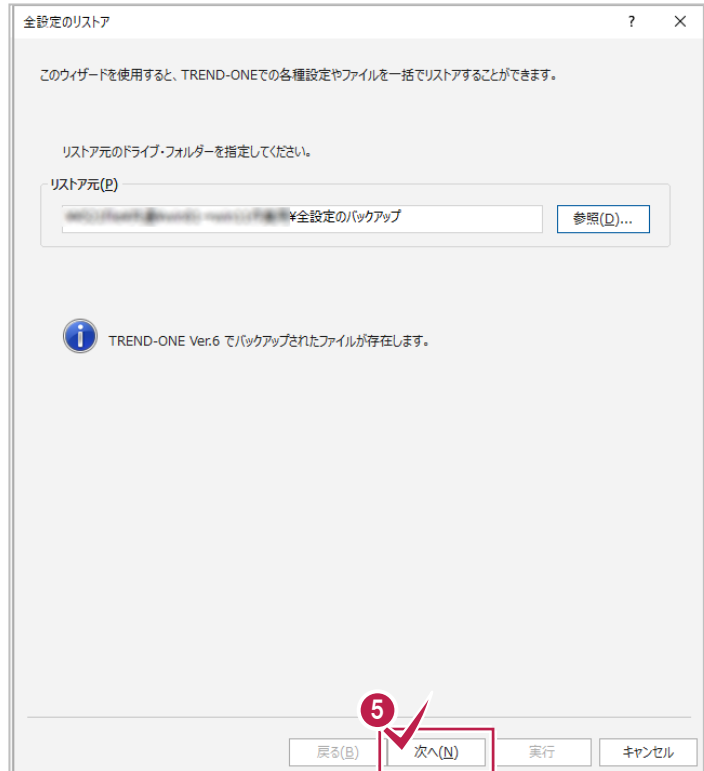 全設定のリストア
? ×
このウィザードを使用すると、TREND-ONEでの各種設定やファイルを一括でリストアすることができます。
リストア元のドライブ・フォルダーを指定してください。
リストア元(P)
¥全設定のバックアップ
参照(D)...
i
TREND-ONE Ver.6 でバックアップされたファイルが存在します。
5
戻る(B) 次へ(N) 実行 キャンセル